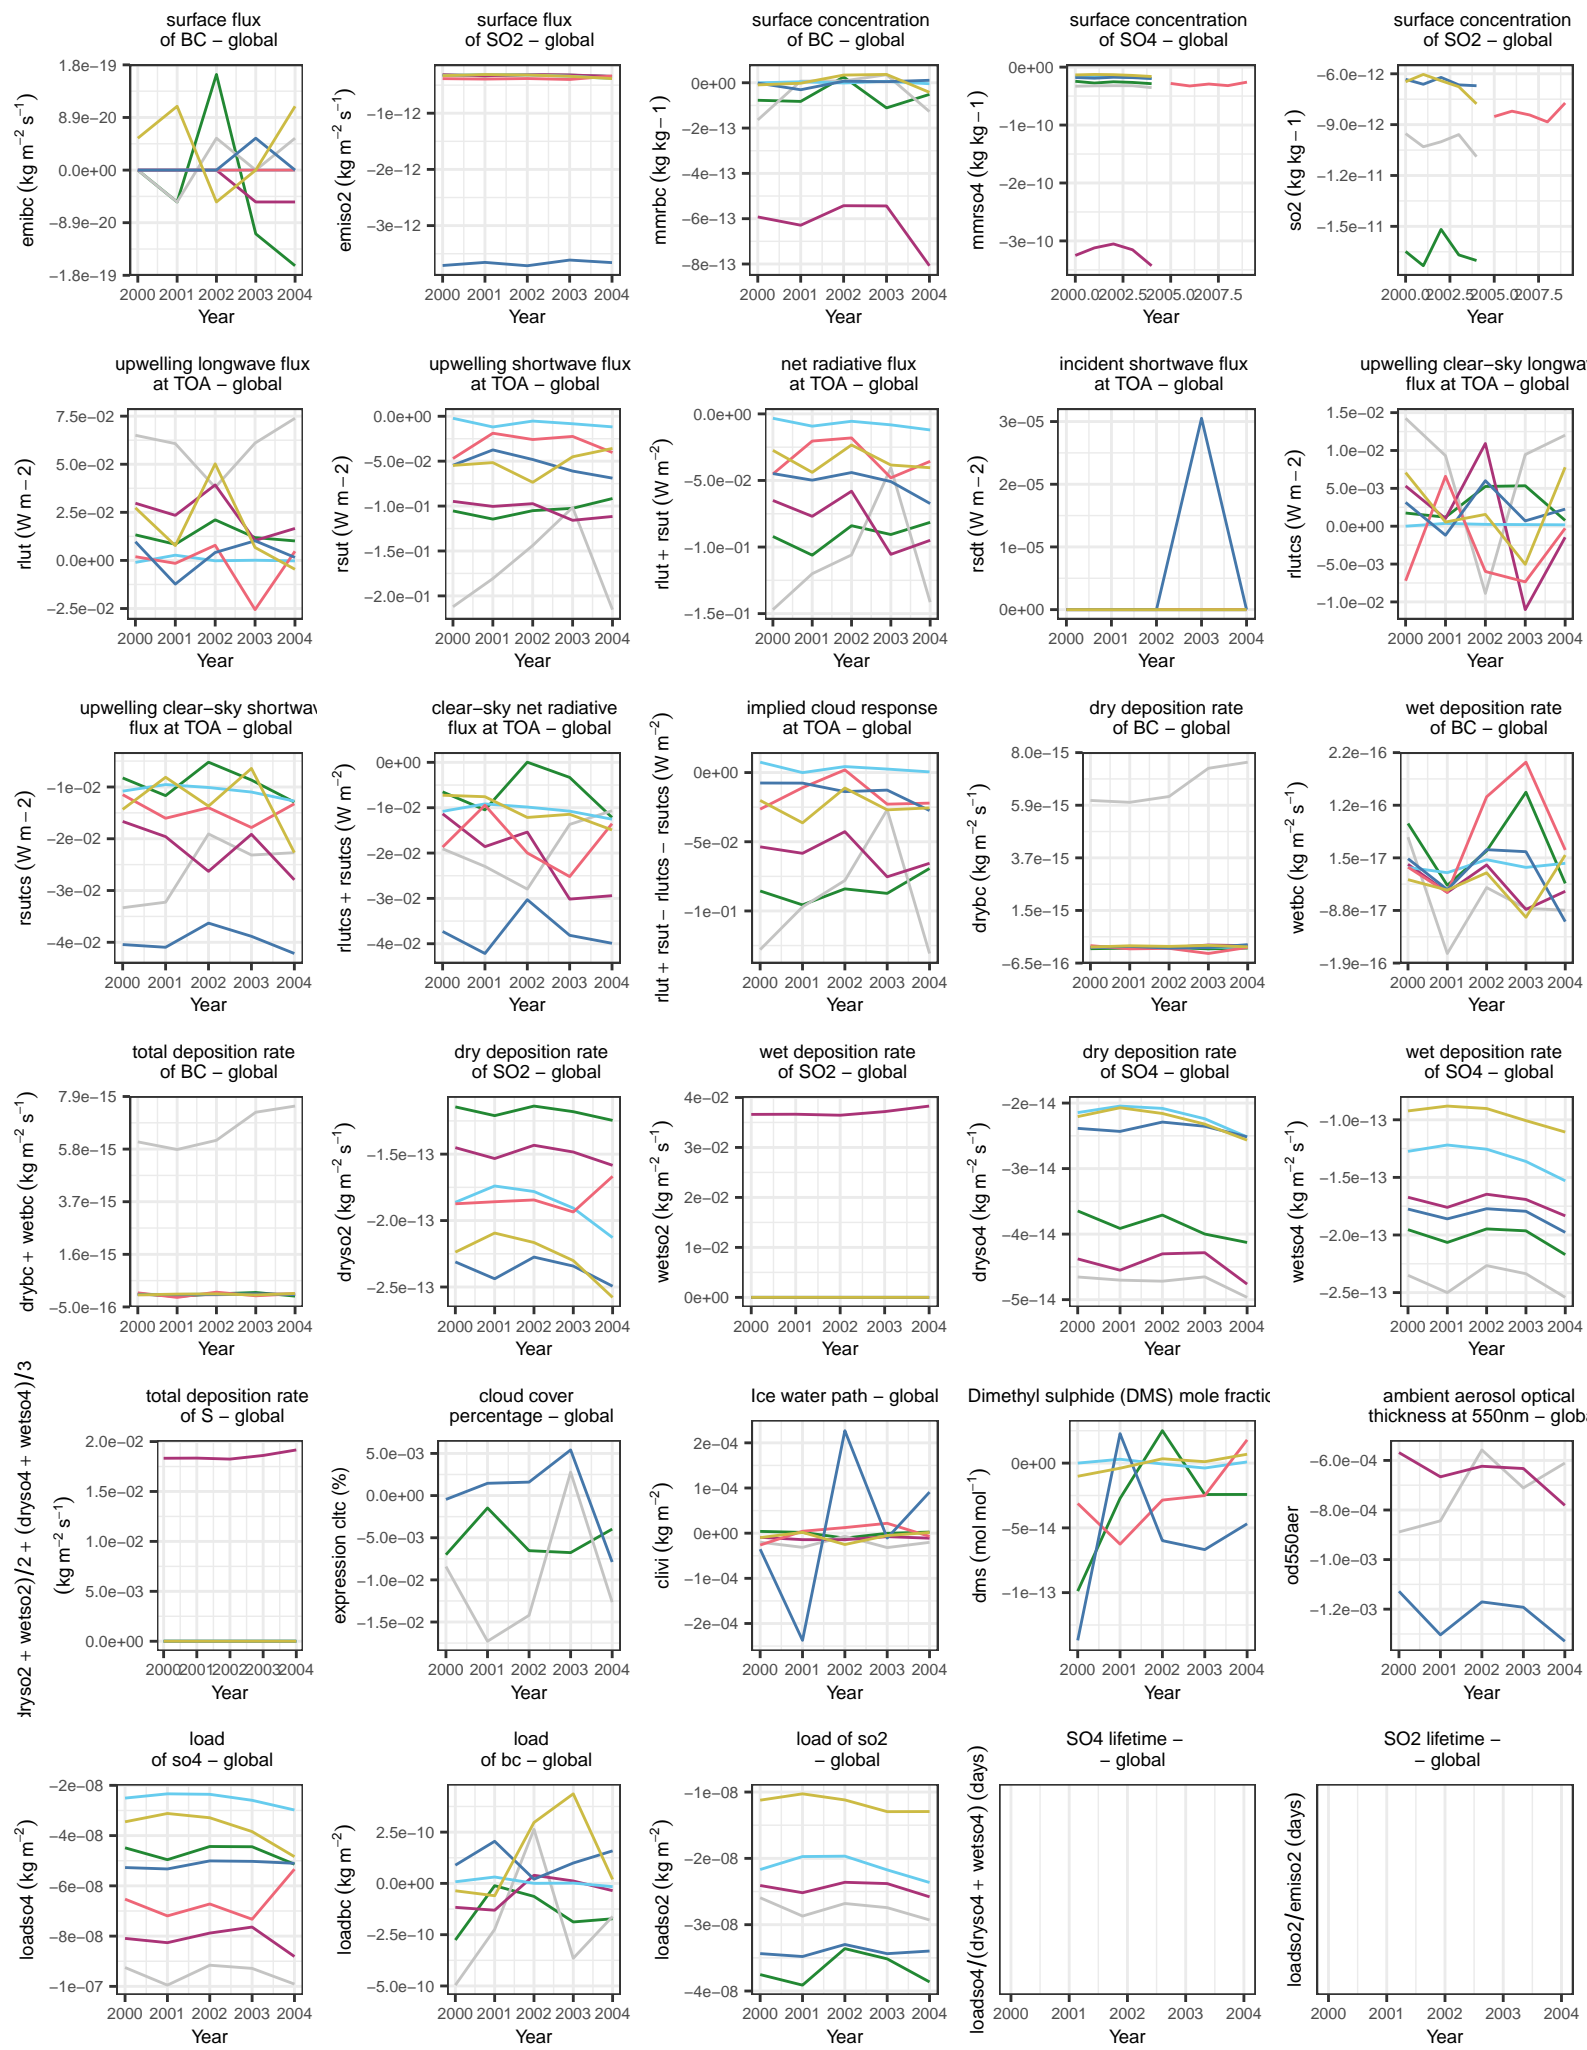 surface flux
of BC − global
emibc (kg m−2 s−1)
1.8e−19
8.9e−20
0.0e+00
−8.9e−20
−1.8e−19
2000 2001 2002 2003 2004
Year
surface flux
of SO2 − global
emiso2 (kg m−2 s−1)
−1e−12
−2e−12
−3e−12
2000 2001 2002 2003 2004
Year
surface concentration
of BC − global
mmrbc (kg kg−1)
0e+00
−2e−13
−4e−13
−6e−13
−8e−13
2000 2001 2002 2003 2004
Year
surface concentration
of SO4 − global
mmrso4 (kg kg−1)
0e+00
−1e−10
−2e−10
−3e−10
2000.0 2002.5 2005.0 2007.5
Year
surface concentration
of SO2 − global
so2 (kg kg−1)
−6.0e−12
−9.0e−12
−1.2e−11
−1.5e−11
2000.0 2002.5 2005.0 2007.5
Year
upwelling longwave flux
at TOA − global
rlut (W m−2)
7.5e−02
5.0e−02
2.5e−02
0.0e+00
−2.5e−02
2000 2001 2002 2003 2004
Year
upwelling shortwave flux
at TOA − global
rsut (W m−2)
0.0e+00
−5.0e−02
−1.0e−01
−1.5e−01
−2.0e−01
2000 2001 2002 2003 2004
Year
net radiative flux
at TOA − global
rlut + rsut (W m−2)
0.0e+00
−5.0e−02
−1.0e−01
−1.5e−01
2000 2001 2002 2003 2004
Year
incident shortwave flux
at TOA − global
rsdt (W m−2)
3e−05
2e−05
1e−05
0e+00
2000 2001 2002 2003 2004
Year
upwelling clear−sky longwav
flux at TOA − global
rlutcs (W m−2)
1.5e−02
1.0e−02
5.0e−03
0.0e+00
−5.0e−03
−1.0e−02
2000 2001 2002 2003 2004
Year
upwelling clear−sky shortwav
flux at TOA − global
rsutcs (W m−2)
−1e−02
−2e−02
−3e−02
−4e−02
2000 2001 2002 2003 2004
Year
clear−sky net radiative
flux at TOA − global
rlutcs + rsutcs (W m−2)
0e+00
−1e−02
−2e−02
−3e−02
−4e−02
2000 2001 2002 2003 2004
Year
implied cloud response
at TOA − global
rlut + rsut − rlutcs − rsutcs (W m−2)
0e+00
−5e−02
−1e−01
2000 2001 2002 2003 2004
Year
dry deposition rate
of BC − global
drybc (kg m−2 s−1)
8.0e−15
5.9e−15
3.7e−15
1.5e−15
−6.5e−16
2000 2001 2002 2003 2004
Year
wet deposition rate
of BC − global
wetbc (kg m−2 s−1)
2.2e−16
1.2e−16
1.5e−17
−8.8e−17
−1.9e−16
2000 2001 2002 2003 2004
Year
total deposition rate
of BC − global
drybc + wetbc (kg m−2 s−1)
7.9e−15
5.8e−15
3.7e−15
1.6e−15
−5.0e−16
2000 2001 2002 2003 2004
Year
dry deposition rate
of SO2 − global
dryso2 (kg m−2 s−1)
−1.5e−13
−2.0e−13
−2.5e−13
2000 2001 2002 2003 2004
Year
wet deposition rate
of SO2 − global
wetso2 (kg m−2 s−1)
4e−02
3e−02
2e−02
1e−02
0e+00
2000 2001 2002 2003 2004
Year
dry deposition rate
of SO4 − global
dryso4 (kg m−2 s−1)
−2e−14
−3e−14
−4e−14
−5e−14
2000 2001 2002 2003 2004
Year
wet deposition rate
of SO4 − global
wetso4 (kg m−2 s−1)
−1.0e−13
−1.5e−13
−2.0e−13
−2.5e−13
2000 2001 2002 2003 2004
Year
total deposition rate
of S − global
dryso2 + wetso2)/2 + (dryso4 + wetso4)/3
(kg m−2 s−1)
2.0e−02
1.5e−02
1.0e−02
5.0e−03
0.0e+00
2000 2001 2002 2003 2004
Year
cloud cover
percentage − global
expression cltc (%)
5.0e−03
0.0e+00
−5.0e−03
−1.0e−02
−1.5e−02
2000 2001 2002 2003 2004
Year
Ice water path − global
clivi (kg m−2)
2e−04
1e−04
0e+00
−1e−04
−2e−04
2000 2001 2002 2003 2004
Year
Dimethyl sulphide (DMS) mole fractic
dms (mol mol−1)
0e+00
−5e−14
−1e−13
2000 2001 2002 2003 2004
Year
ambient aerosol optical
thickness at 550nm − globa
od550aer
−6.0e−04
−8.0e−04
−1.0e−03
−1.2e−03
2000 2001 2002 2003 2004
Year
load
of so4 − global
loadso4 (kg m−2)
−2e−08
−4e−08
−6e−08
−8e−08
−1e−07
2000 2001 2002 2003 2004
Year
load
of bc − global
loadbc (kg m−2)
2.5e−10
0.0e+00
−2.5e−10
−5.0e−10
2000 2001 2002 2003 2004
Year
load of so2
− global
loadso2 (kg m−2)
−1e−08
−2e−08
−3e−08
−4e−08
2000 2001 2002 2003 2004
Year
SO4 lifetime −
− global
loadso4/(dryso4 + wetso4) (days)
2000 2001 2002 2003 2004
Year
SO2 lifetime −
− global
loadso2/emiso2 (days)
2000 2001 2002 2003 2004
Year